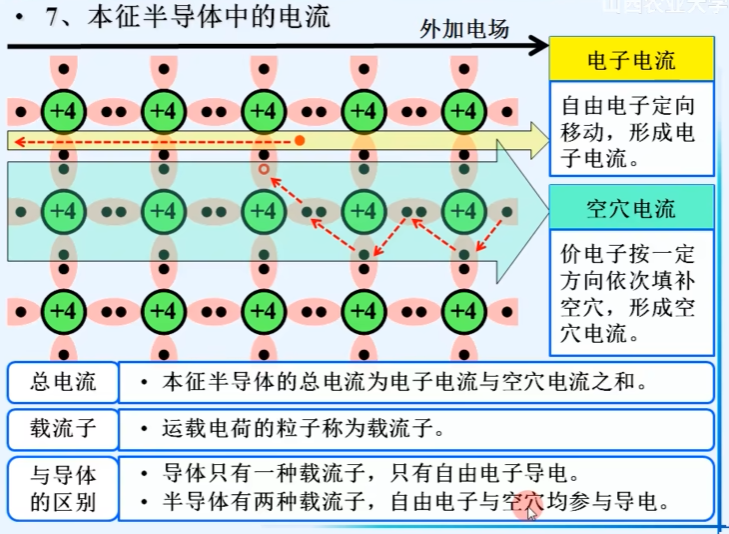 山西农业大学
• 7、本征半导体中的电流
外加电场
电子电流
自由电子定向
移动，形成电
子电流。
空穴电流
价电子按一定
方向依次填补
空穴，形成空
穴电流。
+4 +4 +4 +4 +4
+4 +4 +4 +4 +4
+4 +4 +4 +4 +4
总电流
• 本征半导体的总电流为电子电流与空穴电流之和。
载流子
• 运载电荷的粒子称为载流子。
与导体
的区别
• 导体只有一种载流子，只有自由电子导电。
• 半导体有两种载流子，自由电子与空穴均参与导电。